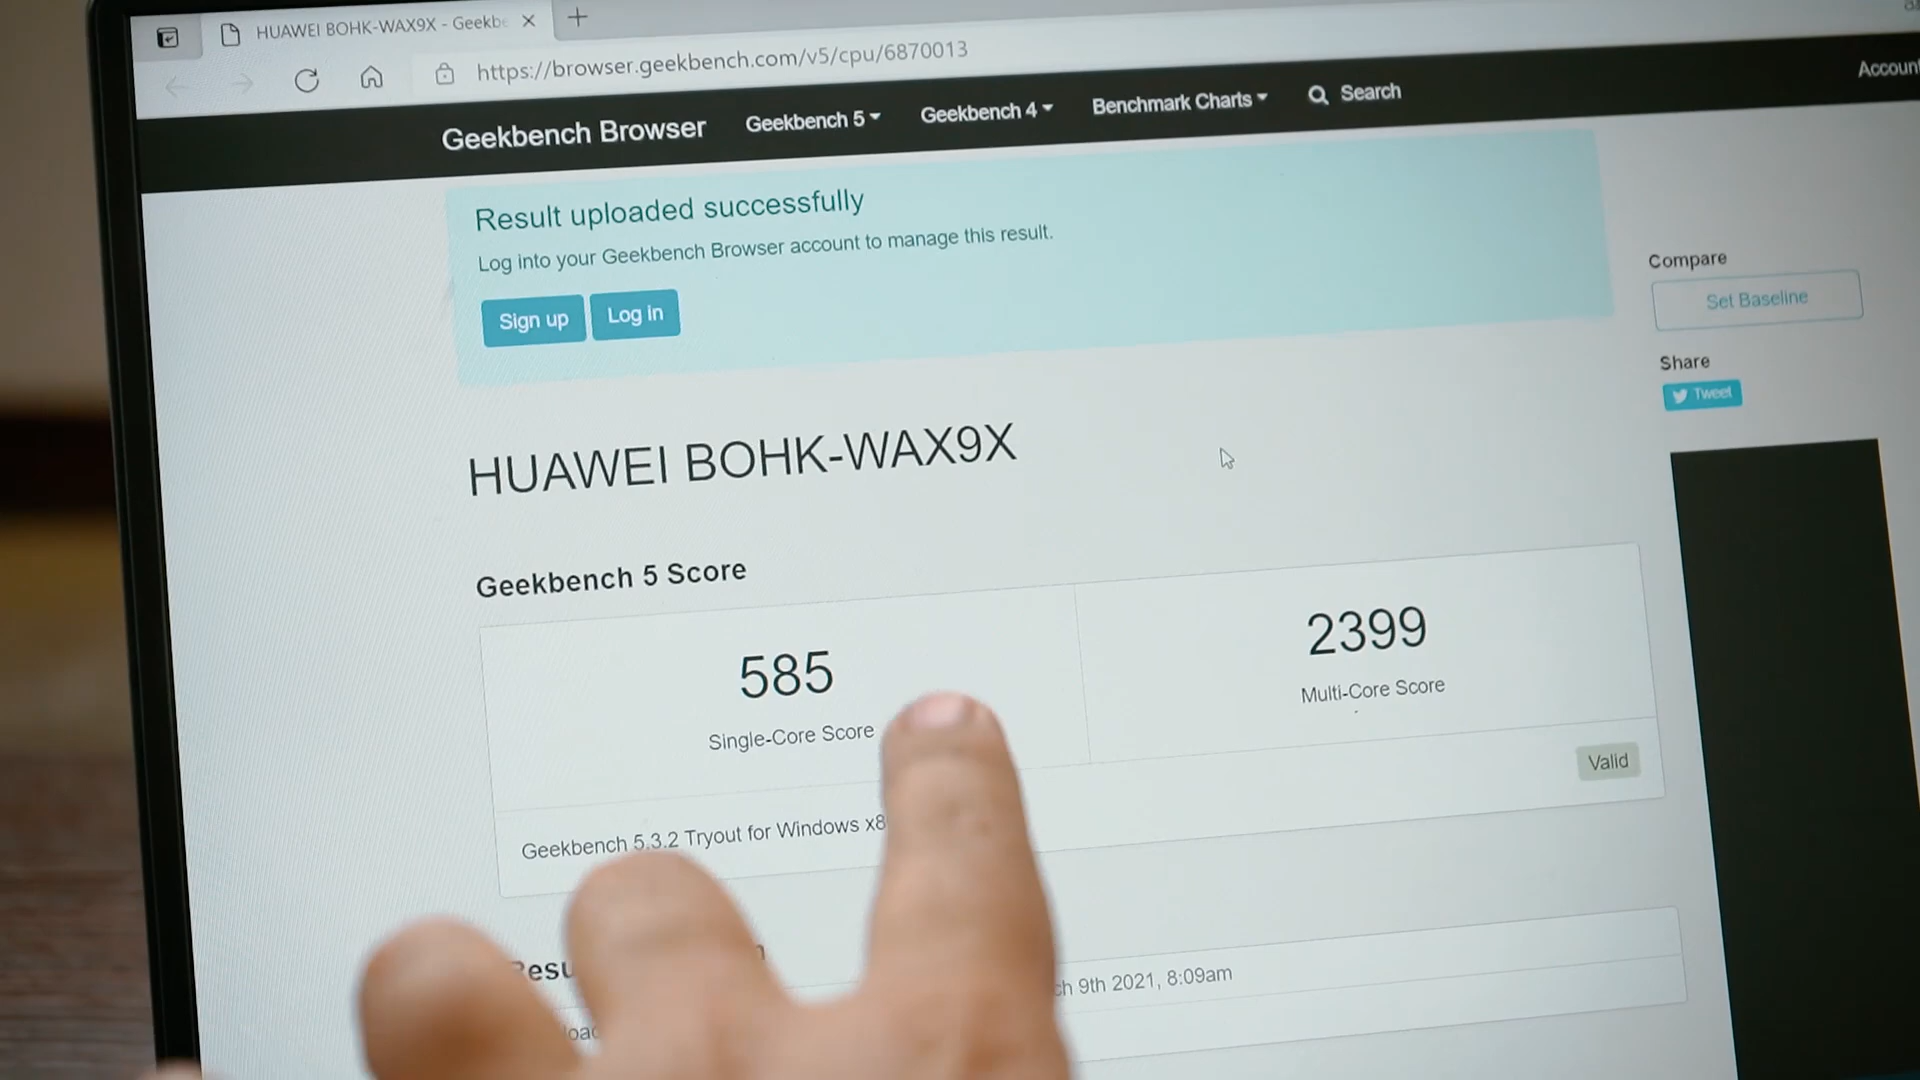 HUAWEI BOHK-WAX9X - Geekb
https://browser.geekbench.com/v5/cpu/6870013
Geekbench Browser Geekbench 5 Geekbench 4 Benchmark Charts Search Account
Result uploaded successfully
Log into your Geekbench Browser account to manage this result.
Sign up Log in
Compare
Set Baseline
Share
Tweet
HUAWEI BOHK-WAX9X
Geekbench 5 Score
585
Single-Core Score
2399
Multi-Core Score
Geekbench 5.3.2 Tryout for Windows x8
Valid
9th 2021, 8:09am